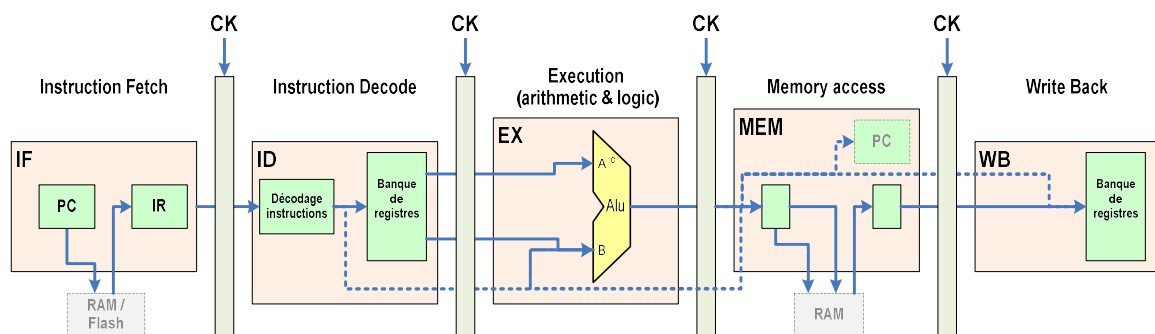 CK
CK
CK
CK
Instruction Fetch
Instruction Decode
Execution
(arithmetic & logic)
Memory access
Write Back
IF
PC
IR
RAM /
Flash
ID
Décodage
instructions
Banque
de
registres
EX
A c
Alu
B
MEM
PC
RAM
WB
Banque
de
registres